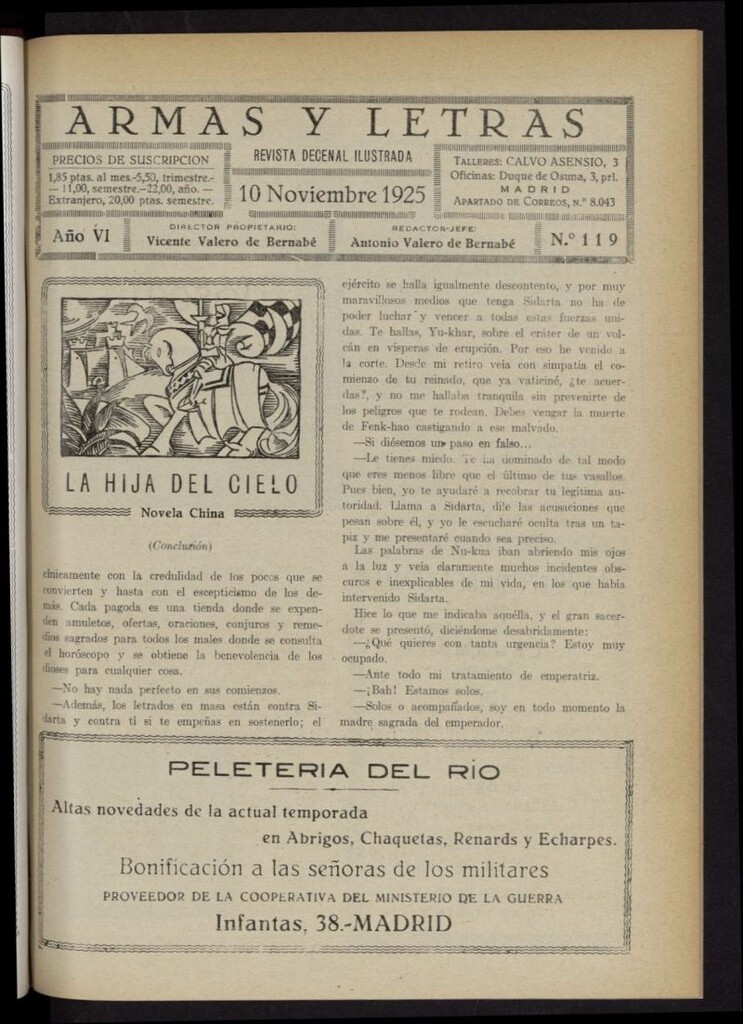 ARMAS Y LETRAS
PRECIOS DE SUSCRIPCION
1,85 ptas. al mes.-5,50, trimestre.-
— 11,00, semestre.-22,00, año. —
Extranjero, 20,00 ptas. semestre.
REVISTA DECENAL ILUSTRADA
10 Noviembre 1925
TALLERES: CALVO ASENSIO, 3
Oficinas: Duque de Osuna, 3, prl.
MADRID
APARTADO DE CORREOS, N.º 8.043
Año VI
DIRECTOR PROPIETARIO:
Vicente Valero de Bernabé
REDACTOR-JEFE:
Antonio Valero de Bernabé
N.º 119
LA HIJA DEL CIELO
Novela China
(Conclusión)
cínicamente con la credulidad de los pocos que se
convierten y hasta con el escepticismo de los de-
más. Cada pagoda es una tienda donde se expen-
den amuletos, ofertas, oraciones, conjuros y reme-
dios sagrados para todos los males donde se consulta
el horóscopo y se obtiene la benevolencia de los
dioses para cualquier cosa.
—No hay nada perfecto en sus comienzos.
—Además, los letrados en masa están contra Si-
darta y contra ti si te empeñas en sostenerlo; el
ejército se halla igualmente descontento, y por muy
maravillosos medios que tenga Sidarta no ha de
poder luchar y vencer a todas estas fuerzas uni-
das. Te hallas, Yu-khar, sobre el cráter de un vol-
cán en vísperas de erupción. Por eso he venido a
la corte. Desde mi retiro veía con simpatía el co-
mienzo de tu reinado, que ya vaticiné, ¿te acuer-
das?, y no me hallaba tranquila sin prevenirte de
los peligros que te rodean. Debes vengar la muerte
de Fenk-hao castigando a ese malvado.
—Si diésemos un paso en falso...
—Le tienes miedo. Te ha dominado de tal modo
que eres menos libre que el último de tus vasallos.
Pues bien, yo te ayudaré a recobrar tu legítima au-
toridad. Llama a Sidarta, dile las acusaciones que
pesan sobre él, y yo le escucharé oculta tras un ta-
piz y me presentaré cuando sea preciso.
Las palabras de Nu-kua iban abriendo mis ojos
a la luz y veía claramente muchos incidentes obs-
curos e inexplicables de mi vida, en los que había
intervenido Sidarta.
Hice lo que me indicaba aquélla, y el gran sacer-
dote se presentó, diciéndome desabridamente:
—¿Qué quieres con tanta urgencia? Estoy muy
ocupado.
—Ante todo mi tratamiento de emperatriz.
—¡Bah! Estamos solos.
—Solos o acompañados, soy en todo momento la
madre sagrada del emperador.
PELETERIA DEL RIO
Altas novedades de la actual temporada
en Abrigos, Chaquetas, Renards y Echarpes.
Bonificación a las señoras de los militares
PROVEEDOR DE LA COOPERATIVA DEL MINISTERIO DE LA GUERRA
Infantas, 38.-MADRID